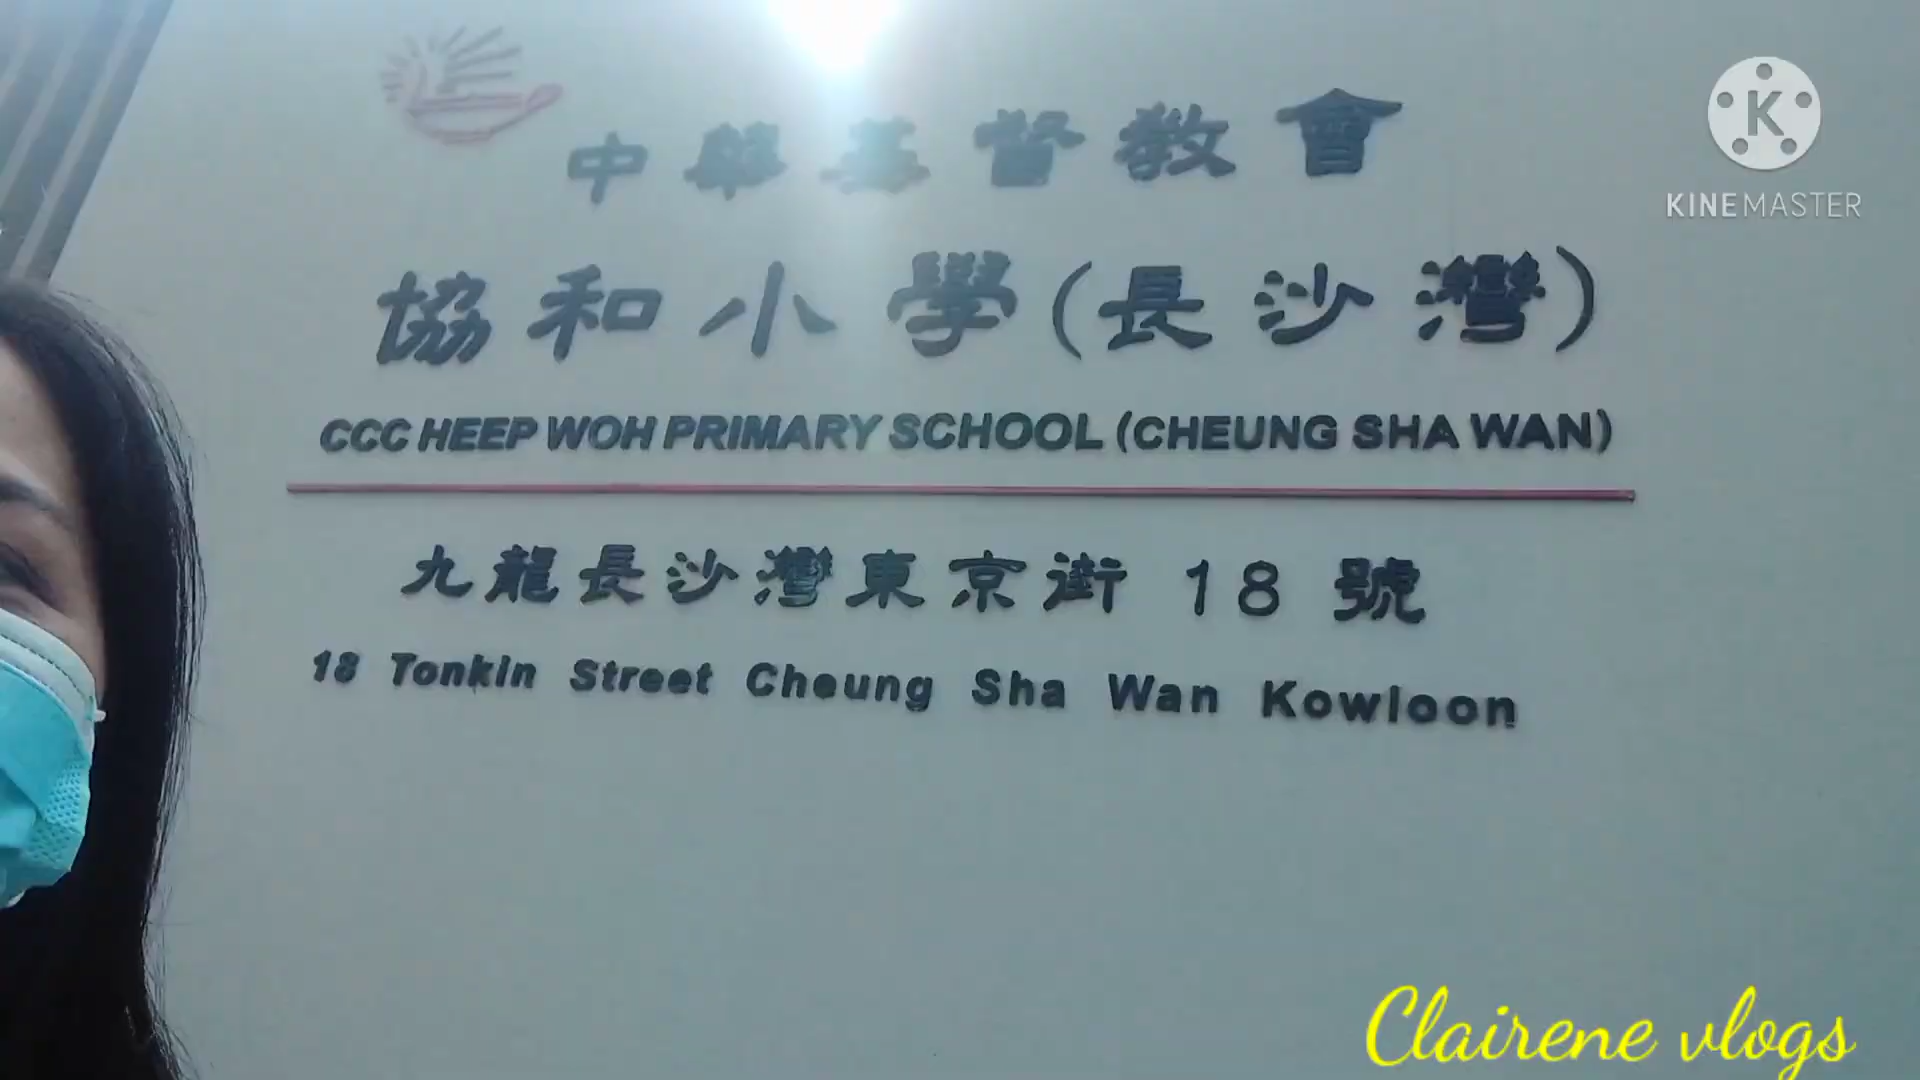 中華基督教會
協和小學(長沙灣)
CCC HEEP WOH PRIMARY SCHOOL (CHEUNG SHA WAN)
九龍長沙灣東京街 18 號
18 Tonkin Street Cheung Sha Wan Kowloon
K
KINEMASTER
Clairene vlogs